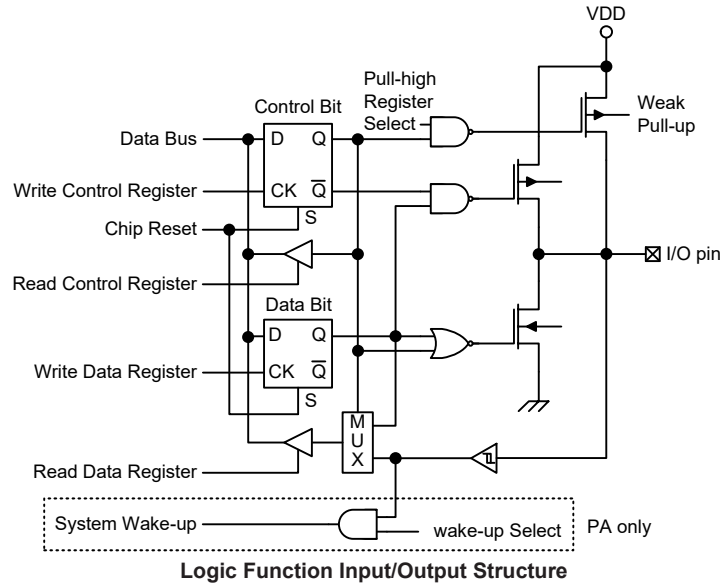 VDD
Pull-high
Register
Select
Weak
Pull-up
Control Bit
Data Bus
D Q
Write Control Register
CK Q̅
S
Chip Reset
I/O pin
Read Control Register
Data Bit
D Q
Write Data Register
CK Q̅
S
M
U
X
Read Data Register
System Wake-up
wake-up Select
PA only
Logic Function Input/Output Structure